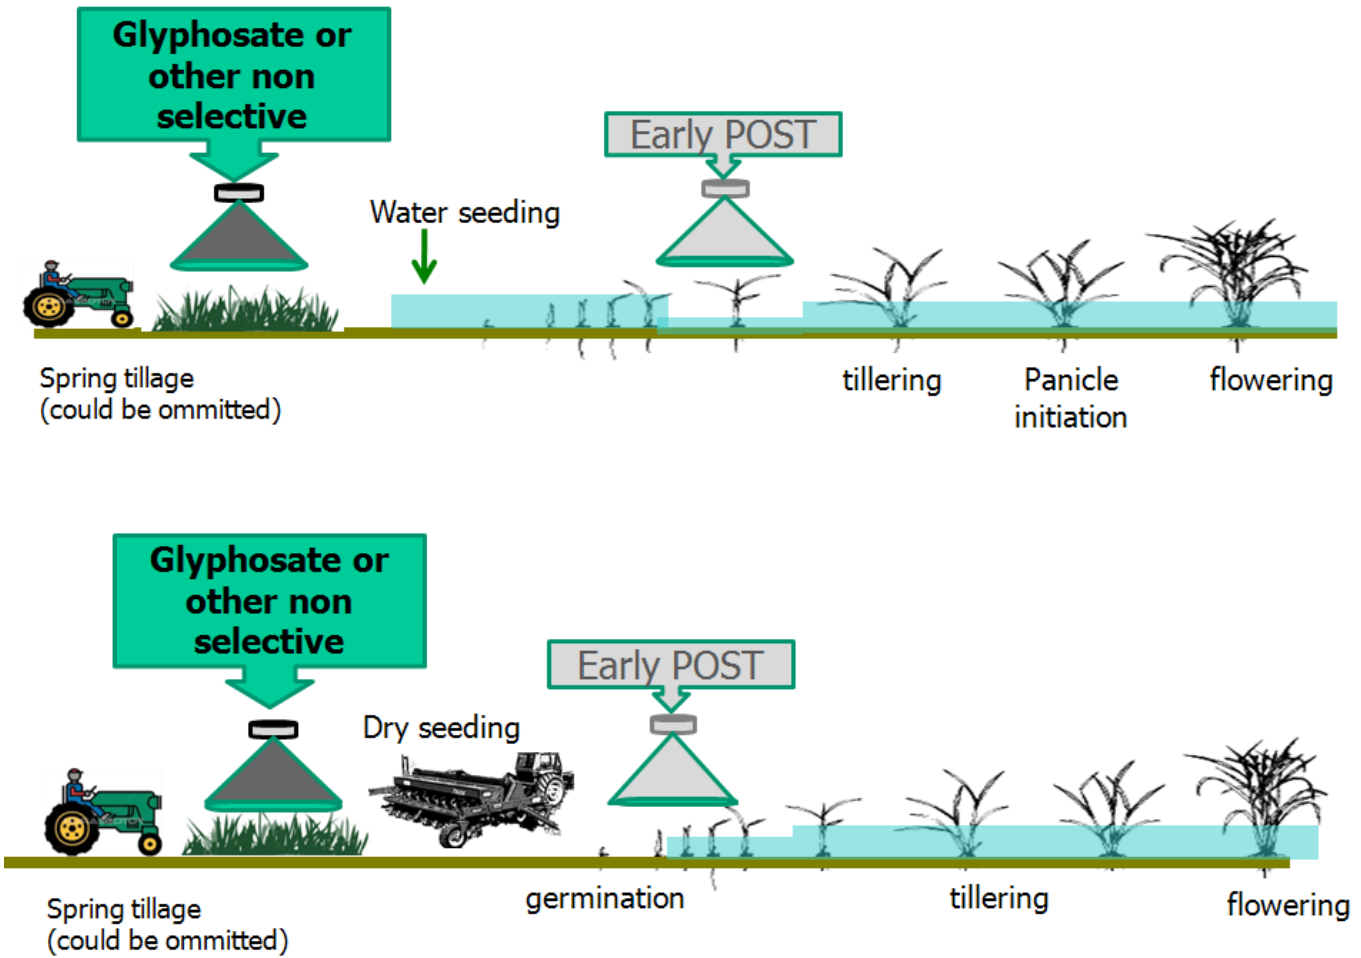 Glyphosate or
other non
selective
Early POST
Water seeding
Spring tillage
(could be ommitted)
tillering
Panicle
initiation
flowering
Glyphosate or
other non
selective
Early POST
Dry seeding
germination
tillering
flowering
Spring tillage
(could be ommitted)